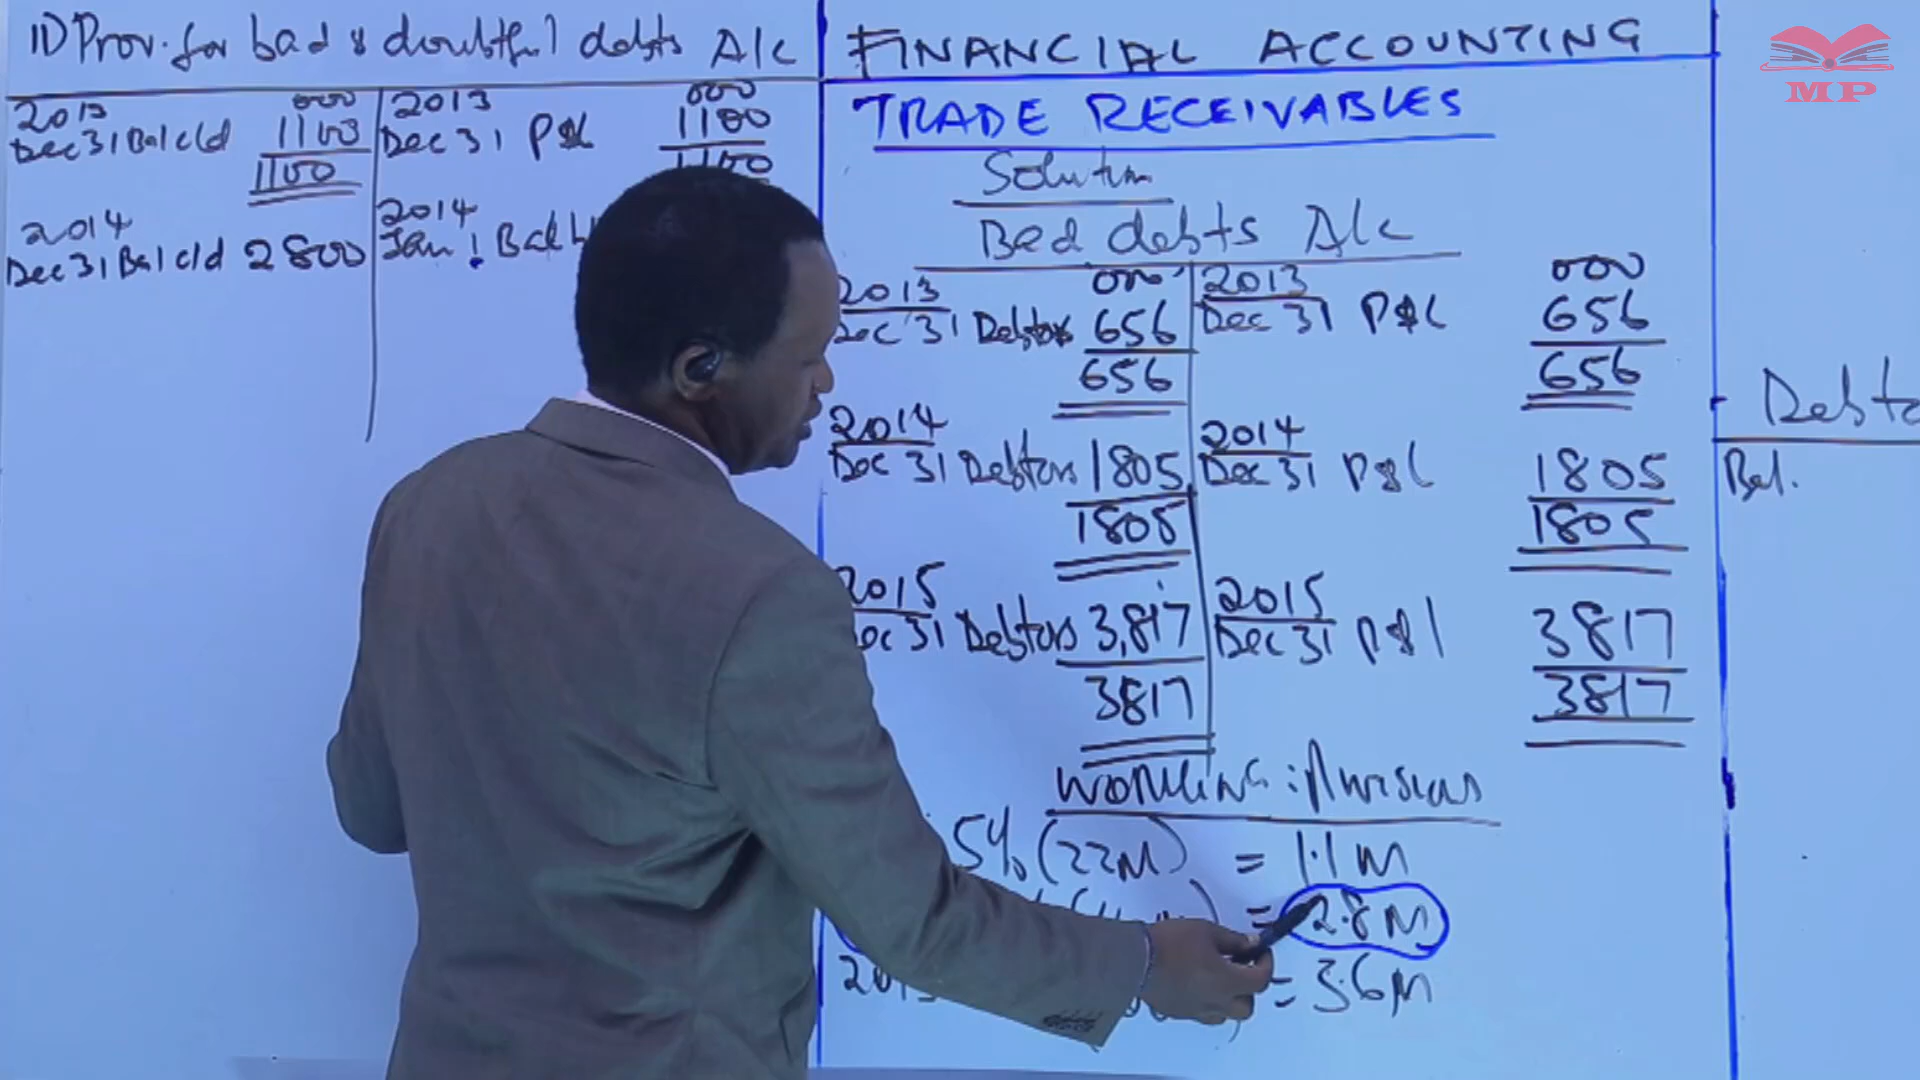 II) Prov. for bad & doubtful debts A/c
000 000
2013 2013
Dec 31 Bal c/d 1100 Dec 31 P&L 1100
1100 1100
2014 2014
Dec 31 Bal c/d 2800 Jan 1 Bal b
FINANCIAL ACCOUNTING
TRADE RECEIVABLES
Solution
Bad debts A/c
2013 000 2013 000
Dec 31 Debtors 656 Dec 31 P&L 656
656 656
2014 2014
Dec 31 Debtors 1805 Dec 31 P&L 1805
1805 1805
2015 2015
Dec 31 Debtors 3,817 Dec 31 P&L 3817
3817 3817
Working: Provisions
5% (22M) = 1.1M
= 2.8M
= 3.6M
Debto
Bal.
MP